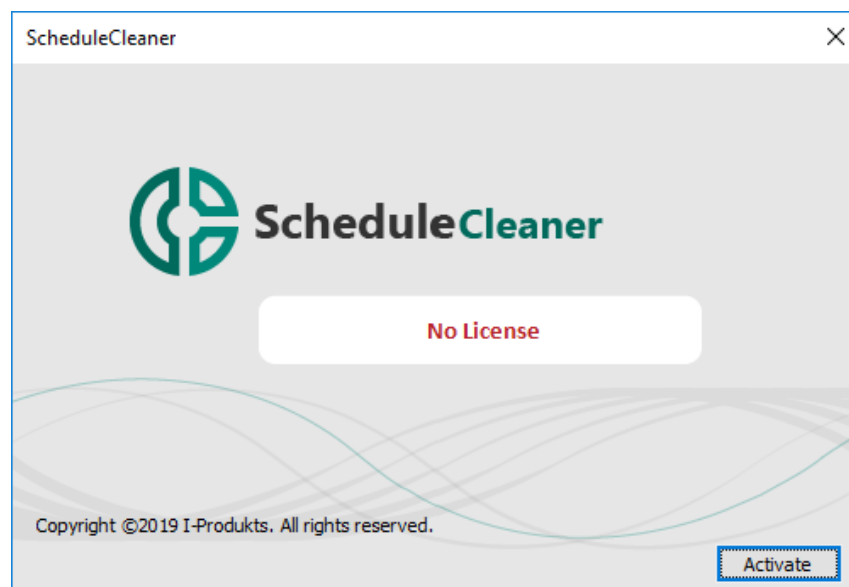 ScheduleCleaner
ScheduleCleaner
No License
Copyright ©2019 I-Produkts. All rights reserved.
Activate